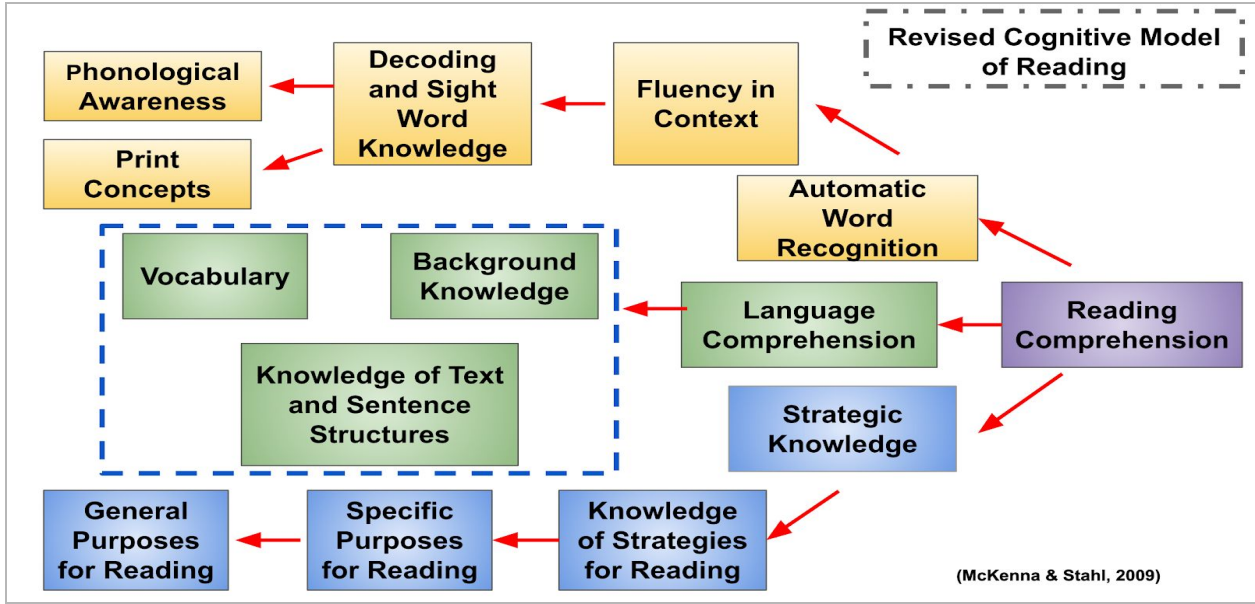 Revised Cognitive Model
of Reading
Phonological
Awareness
Decoding
and Sight
Word
Knowledge
Fluency in
Context
Print
Concepts
Automatic
Word
Recognition
Vocabulary
Background
Knowledge
Language
Comprehension
Reading
Comprehension
Knowledge of Text
and Sentence
Structures
Strategic
Knowledge
General
Purposes
for Reading
Specific
Purposes
for Reading
Knowledge
of Strategies
for Reading
(McKenna & Stahl, 2009)